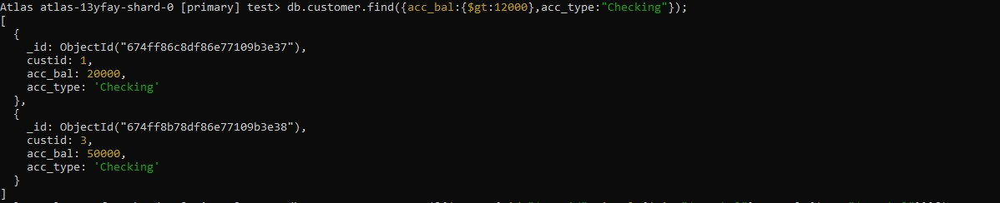 Atlas atlas-13yfay-shard-0 [primary] test> db.customer.find({acc_bal:{$gt:12000},acc_type:"Checking"});
[
  {
    _id: ObjectId("674ff86c8df86e77109b3e37"),
    custid: 1,
    acc_bal: 20000,
    acc_type: 'Checking'
  },
  {
    _id: ObjectId("674ff8b78df86e77109b3e38"),
    custid: 3,
    acc_bal: 50000,
    acc_type: 'Checking'
  }
]